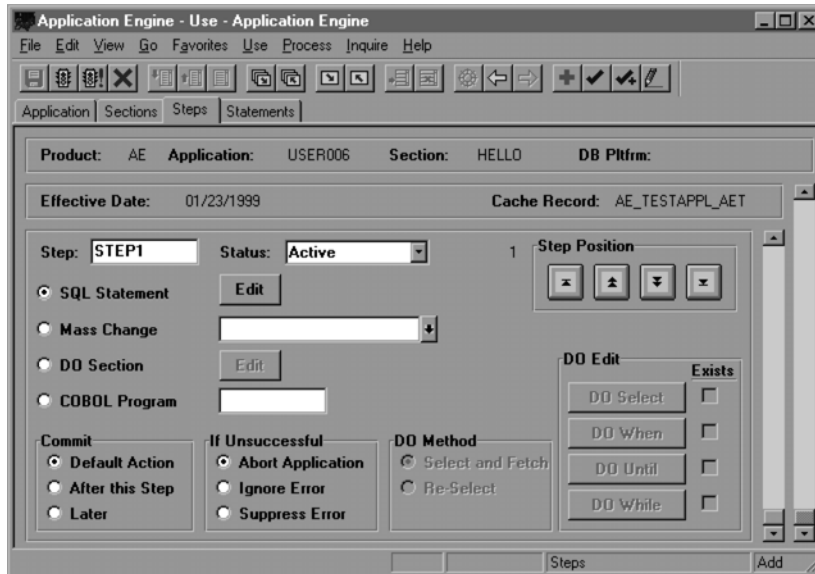 Application Engine - Use - Application Engine
File Edit View Go Favorites Use Process Inquire Help
Application Sections Steps Statements
Product: AE Application: USER006 Section: HELLO DB Pltfrm:
Effective Date: 01/23/1999 Cache Record: AE_TESTAPPL_AET
Step: STEP1 Status: Active 1 Step Position
SQL Statement Edit
Mass Change
DO Section Edit
COBOL Program
DO Edit Exists
DO Select
DO When
DO Until
DO While
Commit
Default Action
After this Step
Later
If Unsuccessful
Abort Application
Ignore Error
Suppress Error
DO Method
Select and Fetch
Re-Select
Steps Add